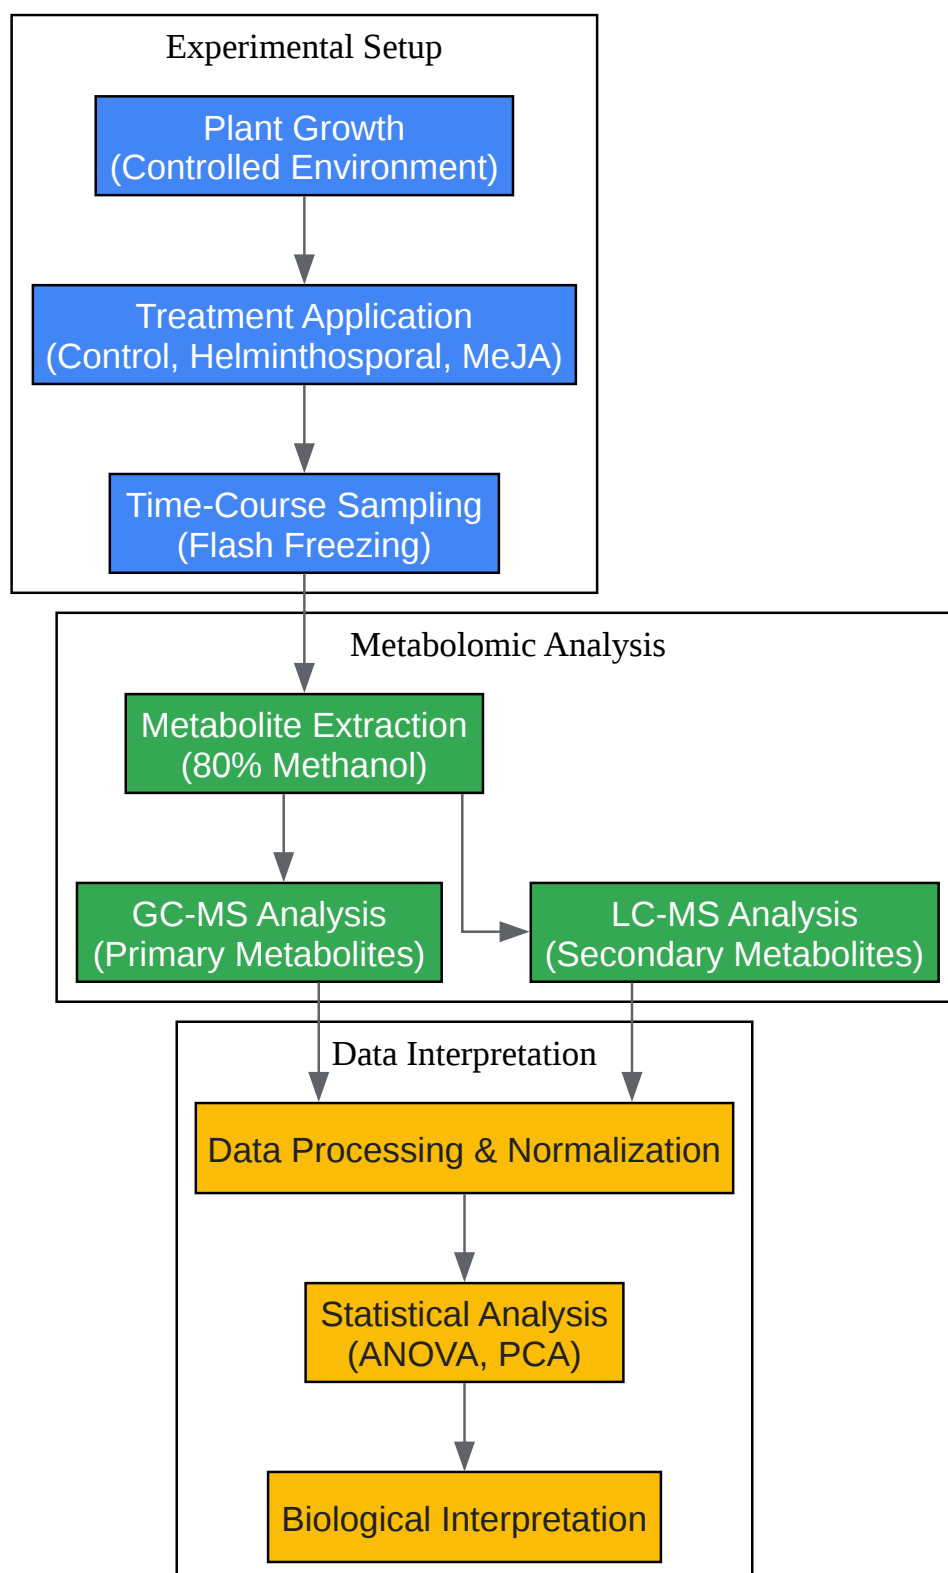 Experimental Setup
Plant Growth
(Controlled Environment)
Treatment Application
(Control, Helminthosporal, MeJA)
Time-Course Sampling
(Flash Freezing)
Metabolomic Analysis
Metabolite Extraction
(80% Methanol)
GC-MS Analysis
(Primary Metabolites)
LC-MS Analysis
(Secondary Metabolites)
Data Interpretation
Data Processing & Normalization
Statistical Analysis
(ANOVA, PCA)
Biological Interpretation